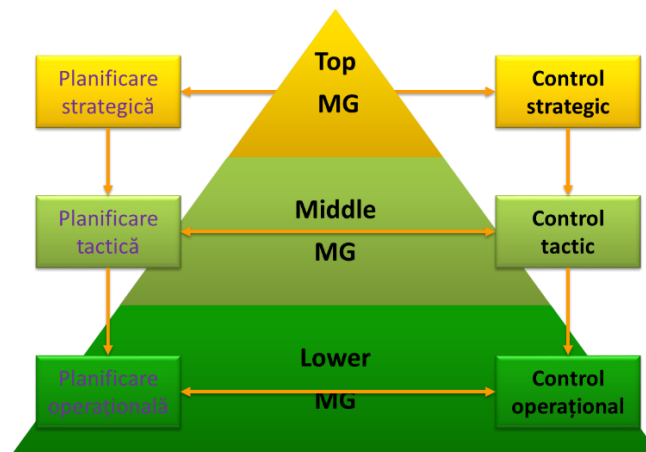 Top
MG
Planificare
strategică
Control
strategic
Middle
MG
Planificare
tactică
Control
tactic
Lower
MG
Planificare
operațională
Control
operațional